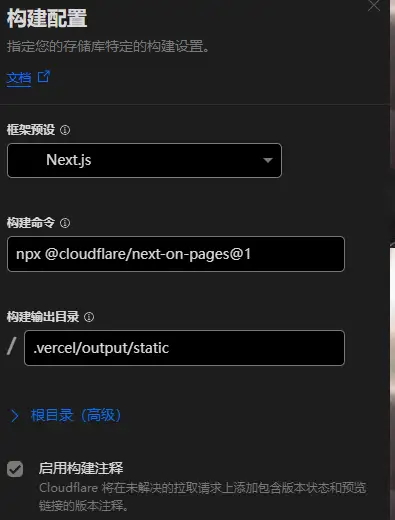 构建配置
指定您的存储库特定的构建设置。
文档
框架预设
Next.js
构建命令
npx @cloudflare/next-on-pages@1
构建输出目录
/ .vercel/output/static
根目录（高级）
启用构建注释
Cloudflare 将在未解决的拉取请求上添加包含版本状态和预览
链接的版本注释。